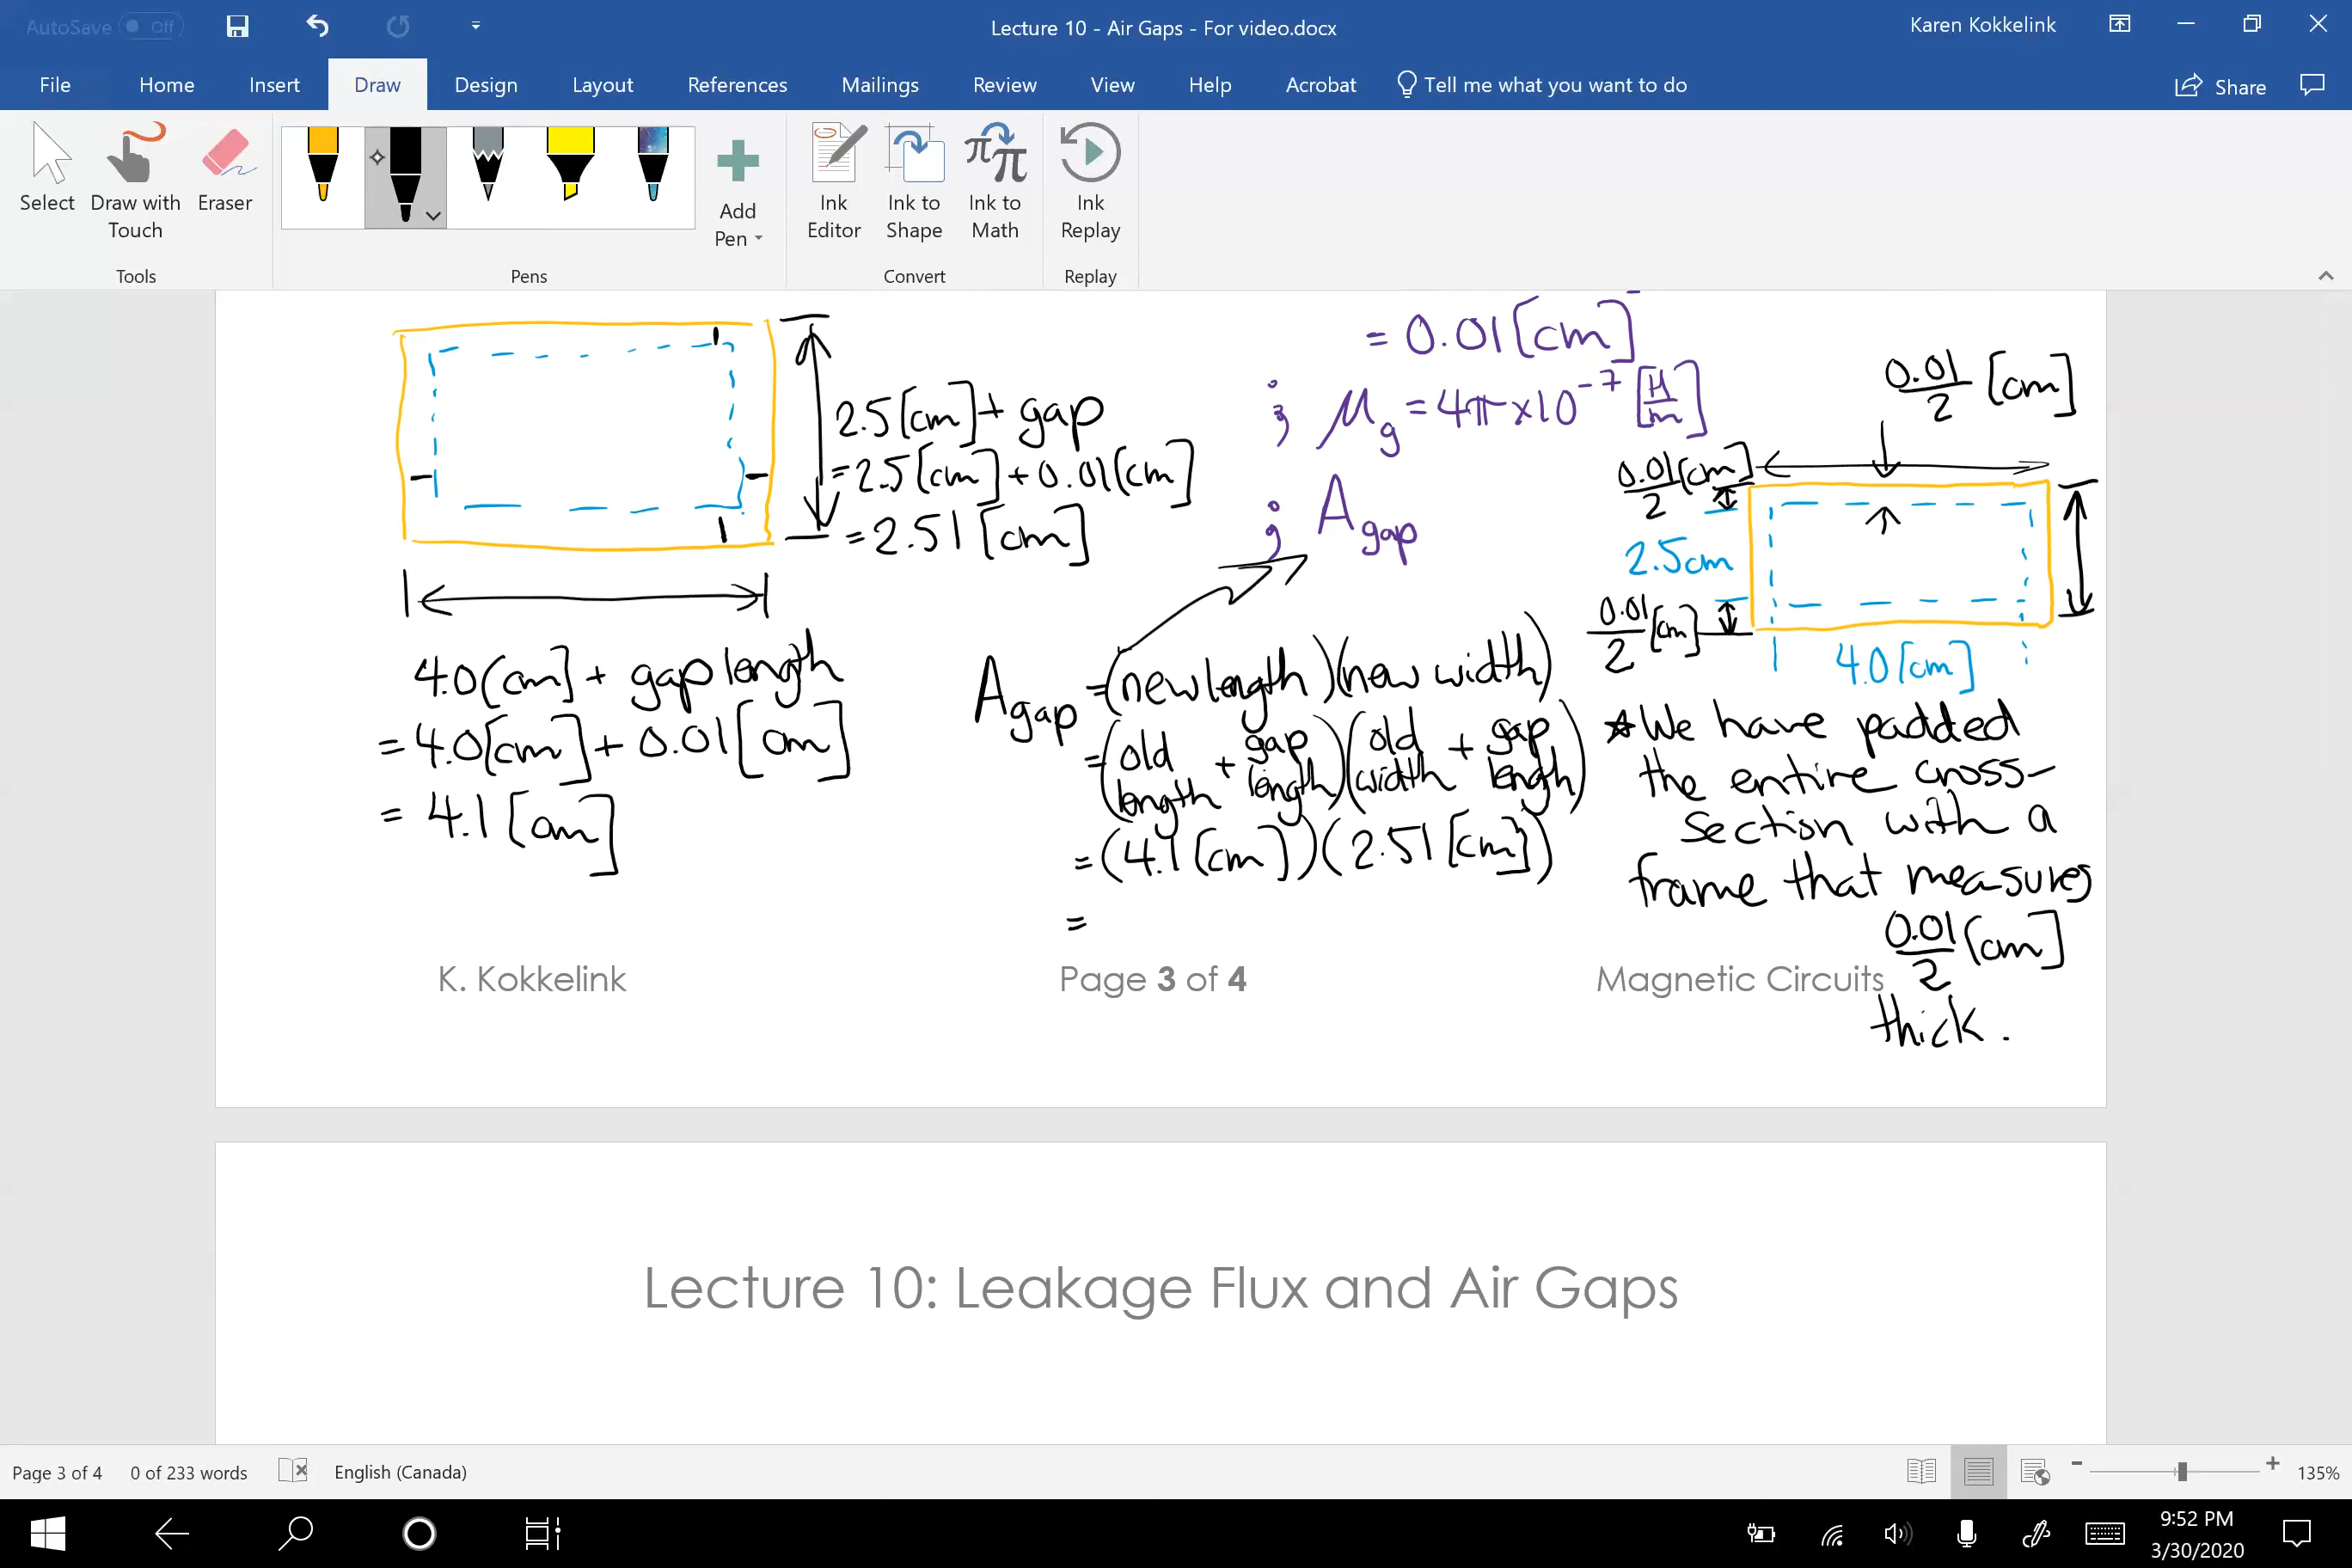 AutoSave Off
Lecture 10 - Air Gaps - For video.docx
Karen Kokkelink
File Home Insert Draw Design Layout References Mailings Review View Help Acrobat Tell me what you want to do Share
Select
Draw with Touch
Eraser
Add Pen
Ink Editor
Ink to Shape
Ink to Math
Ink Replay
Tools Pens Convert Replay
2.5[cm] + gap
= 2.5[cm] + 0.01[cm]
= 2.51 [cm]
4.0[cm] + gap length
= 4.0[cm] + 0.01[cm]
= 4.1 [cm]
= 0.01 [cm]
; μg = 4π×10^-7 [H/m]
; Agap
Agap = (new length)(new width)
= (old length + gap length)(old width + gap length)
= (4.1 [cm])(2.51 [cm])
=
0.01/2 [cm]
0.01/2 [cm]
2.5cm
0.01/2 [cm]
4.0 [cm]
☆ We have padded
the entire cross-
section with a
frame that measures
0.01/2 [cm]
thick.
K. Kokkelink Page 3 of 4 Magnetic Circuits
Lecture 10: Leakage Flux and Air Gaps
Page 3 of 4 0 of 233 words English (Canada) 135%
9:52 PM
3/30/2020